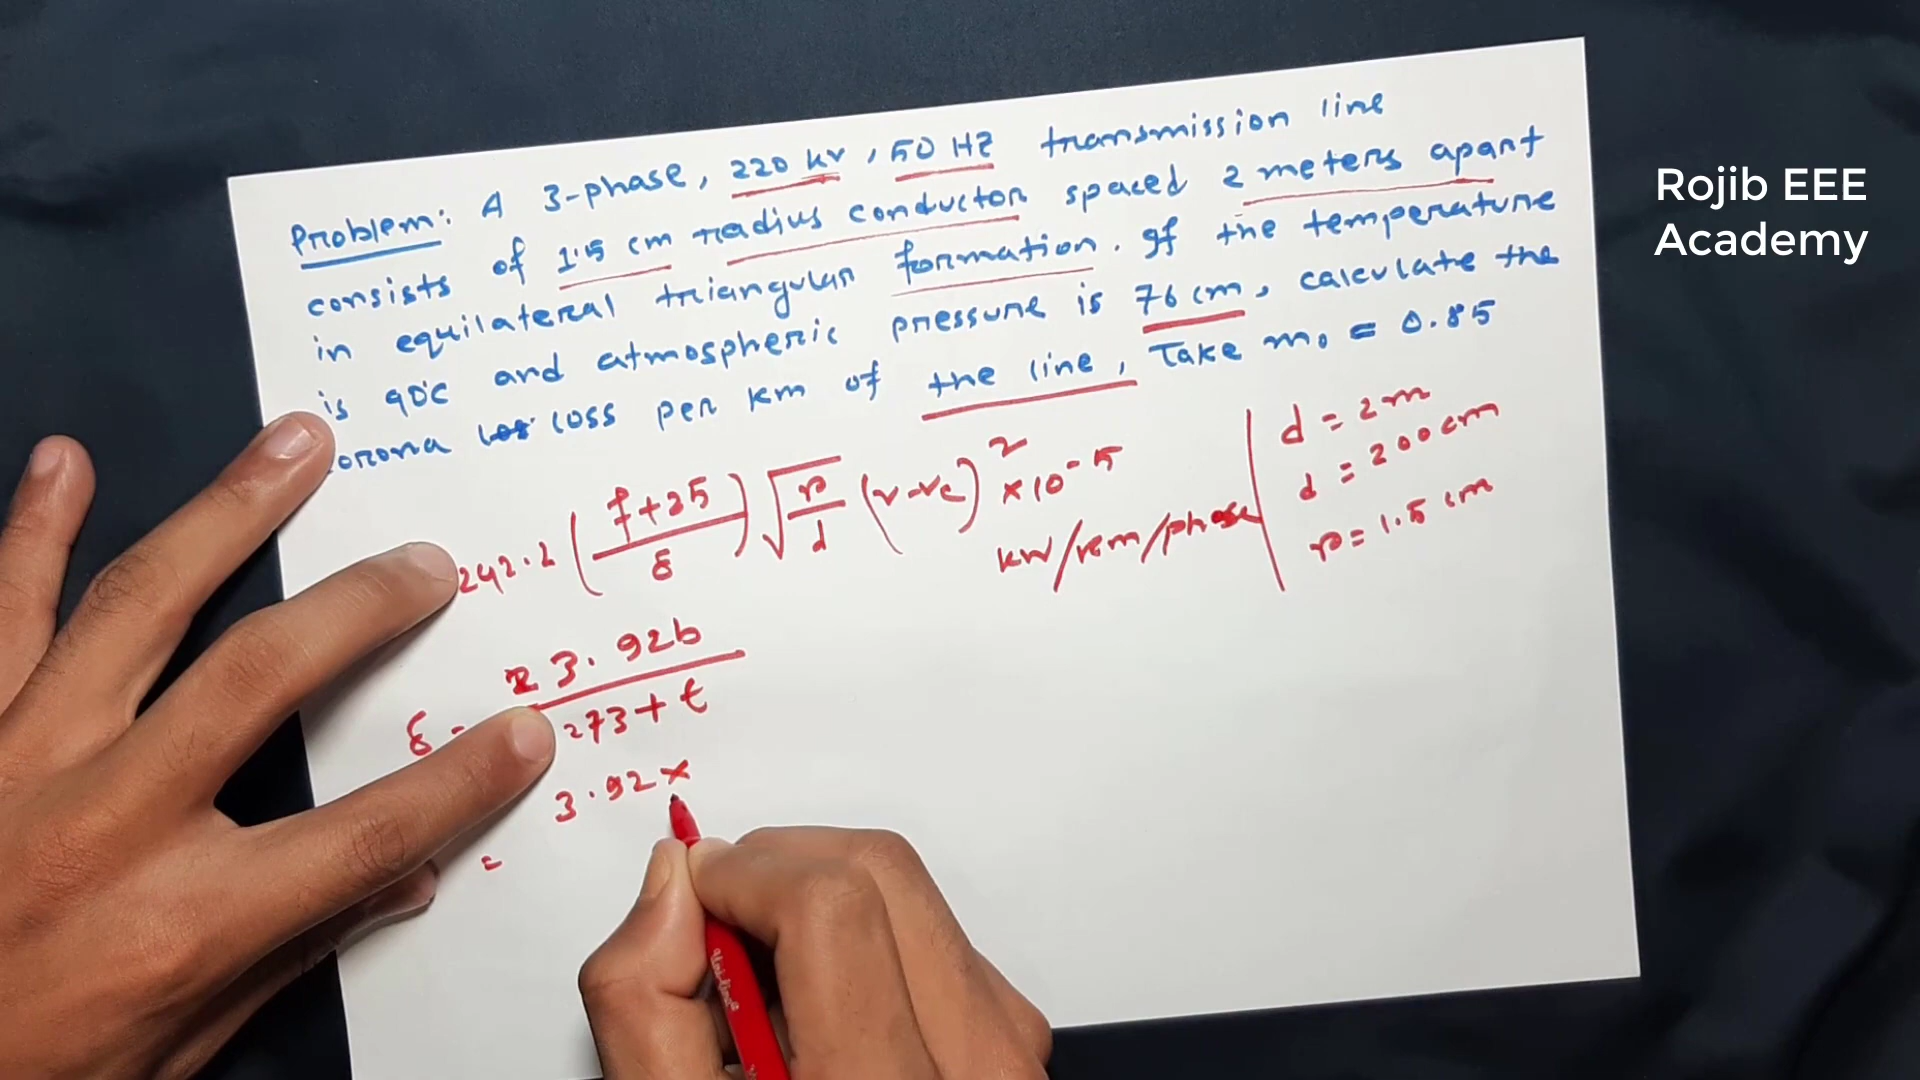 Problem: A 3-phase, 220 kv, 50 HZ transmission line
consists of 1.5 cm radius conductor spaced 2 meters apart
in equilateral triangular formation. If the temperature
is 40°C and atmospheric pressure is 76 cm, calculate the
orona loss per km of the line, Take m₀ = 0.85
242.2 (f+25/δ) √r/d (v-vc)² ×10⁻⁵
kw/km/phase
d = 2m
d = 200cm
r = 1.5 cm
δ = 3.92b/273+t
= 3.92×
Rojib EEE
Academy